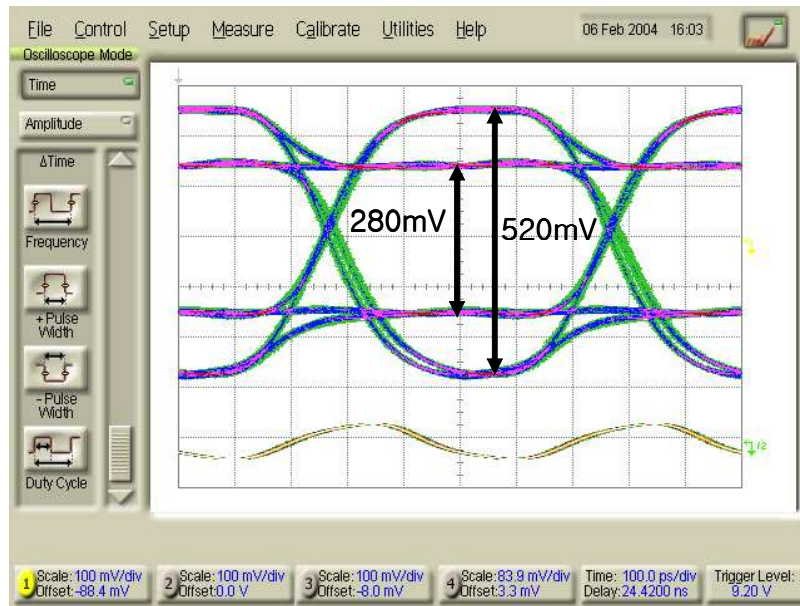 File Control Setup Measure Calibrate Utilities Help 06 Feb 2004 16:03
Oscilloscope Mode
Time
Amplitude
ΔTime
Frequency
+ Pulse
Width
- Pulse
Width
Duty Cycle
280mV
520mV
1 Scale:100 mV/div
Offset:-88.4 mV
2 Scale:100 mV/div
Offset:0.0 V
3 Scale:100 mV/div
Offset:-8.0 mV
4 Scale:83.9 mV/div
Offset:3.3 mV
Time: 100.0 ps/div
Delay:24.4200 ns
Trigger Level:
9.20 V